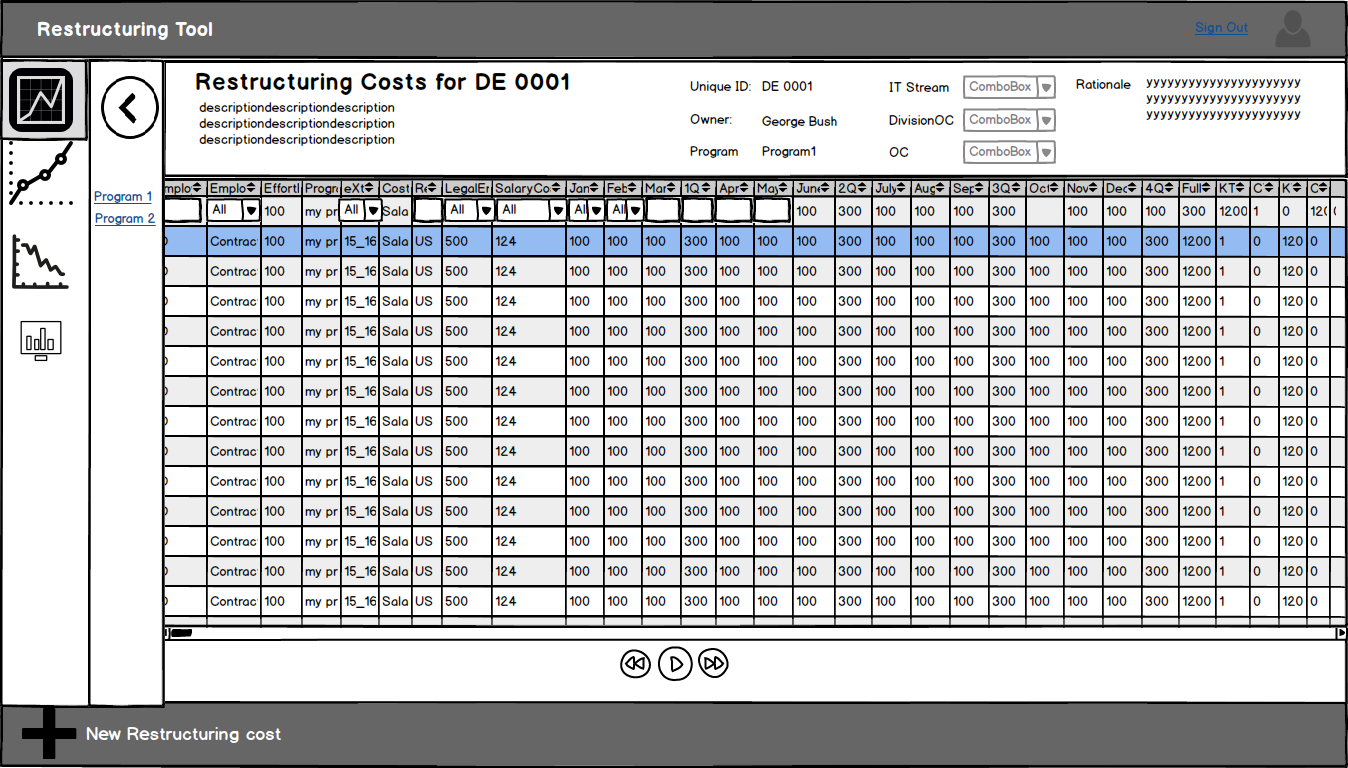 Restructuring Tool
Sign Out
Restructuring Costs for DE 0001
descriptiondescriptiondescription
descriptiondescriptiondescription
descriptiondescriptiondescription
Unique ID: DE 0001
Owner: George Bush
Program Program1
IT Stream ComboBox
DivisionOC ComboBox
OC ComboBox
Rationale yyyyyyyyyyyyyyyyyyyyyy
yyyyyyyyyyyyyyyyyyyyyy
yyyyyyyyyyyyyyyyyyyyyy
Program 1
Program 2
mplo Emplo Effortl Progra eXt Cost Re LegalEn SalaryCo Jan Feb Mar 1Q Apr May June 2Q July Aug Sep 3Q Oct Nov Dec 4Q Full KT C K C
All 100 my pr All Sala All All All All 100 300 100 100 100 300 100 100 100 300 1200 1 0
Contrac 100 my pr 15_16 Sala US 500 124 100 100 100 300 100 100 100 300 100 100 100 300 100 100 100 300 1200 1 0 120 0
Contrac 100 my pr 15_16 Sala US 500 124 100 100 100 300 100 100 100 300 100 100 100 300 100 100 100 300 1200 1 0 120 0
Contrac 100 my pr 15_16 Sala US 500 124 100 100 100 300 100 100 100 300 100 100 100 300 100 100 100 300 1200 1 0 120 0
Contrac 100 my pr 15_16 Sala US 500 124 100 100 100 300 100 100 100 300 100 100 100 300 100 100 100 300 1200 1 0 120 0
Contrac 100 my pr 15_16 Sala US 500 124 100 100 100 300 100 100 100 300 100 100 100 300 100 100 100 300 1200 1 0 120 0
Contrac 100 my pr 15_16 Sala US 500 124 100 100 100 300 100 100 100 300 100 100 100 300 100 100 100 300 1200 1 0 120 0
Contrac 100 my pr 15_16 Sala US 500 124 100 100 100 300 100 100 100 300 100 100 100 300 100 100 100 300 1200 1 0 120 0
Contrac 100 my pr 15_16 Sala US 500 124 100 100 100 300 100 100 100 300 100 100 100 300 100 100 100 300 1200 1 0 120 0
Contrac 100 my pr 15_16 Sala US 500 124 100 100 100 300 100 100 100 300 100 100 100 300 100 100 100 300 1200 1 0 120 0
Contrac 100 my pr 15_16 Sala US 500 124 100 100 100 300 100 100 100 300 100 100 100 300 100 100 100 300 1200 1 0 120 0
Contrac 100 my pr 15_16 Sala US 500 124 100 100 100 300 100 100 100 300 100 100 100 300 100 100 100 300 1200 1 0 120 0
Contrac 100 my pr 15_16 Sala US 500 124 100 100 100 300 100 100 100 300 100 100 100 300 100 100 100 300 1200 1 0 120 0
Contrac 100 my pr 15_16 Sala US 500 124 100 100 100 300 100 100 100 300 100 100 100 300 100 100 100 300 1200 1 0 120 0
New Restructuring cost